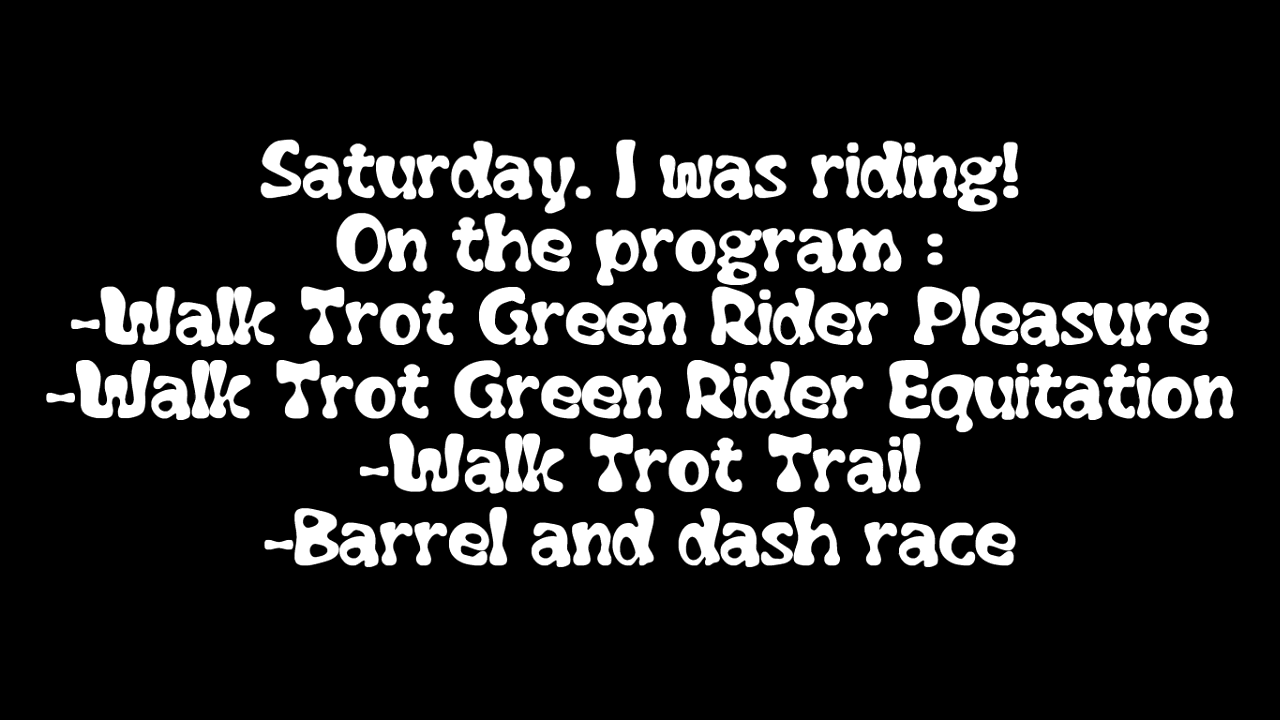 Saturday. I was riding!
On the program :
-Walk Trot Green Rider Pleasure
-Walk Trot Green Rider Equitation
-Walk Trot Trail
-Barrel and dash race